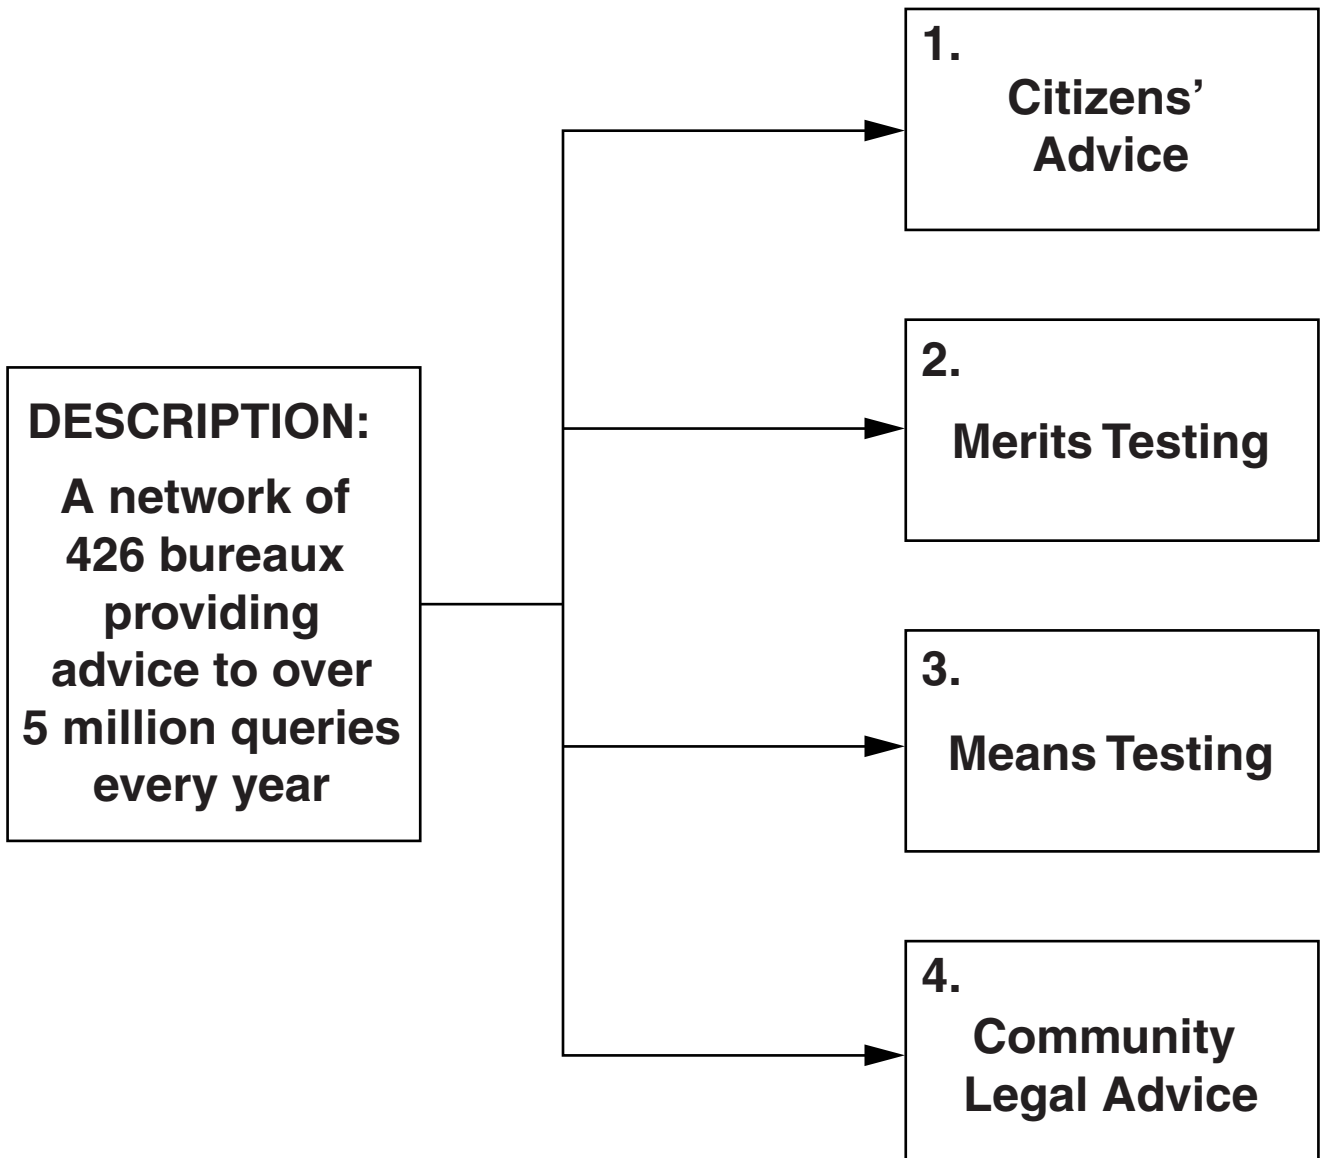 DESCRIPTION:
A network of
426 bureaux
providing
advice to over
5 million queries
every year
1.
Citizens’
Advice
2.
Merits Testing
3.
Means Testing
4.
Community
Legal Advice